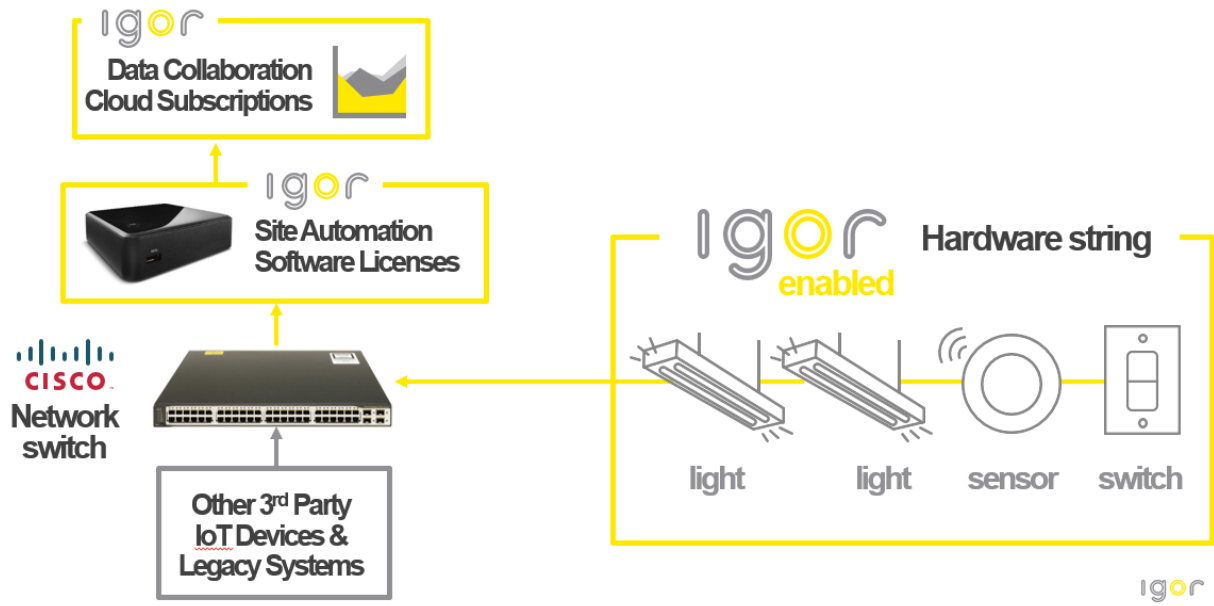 igor
Data Collaboration
Cloud Subscriptions
igor
Site Automation
Software Licenses
CISCO
Network
switch
Other 3rd Party
IoT Devices &
Legacy Systems
igor Hardware string
enabled
light light sensor switch
igor